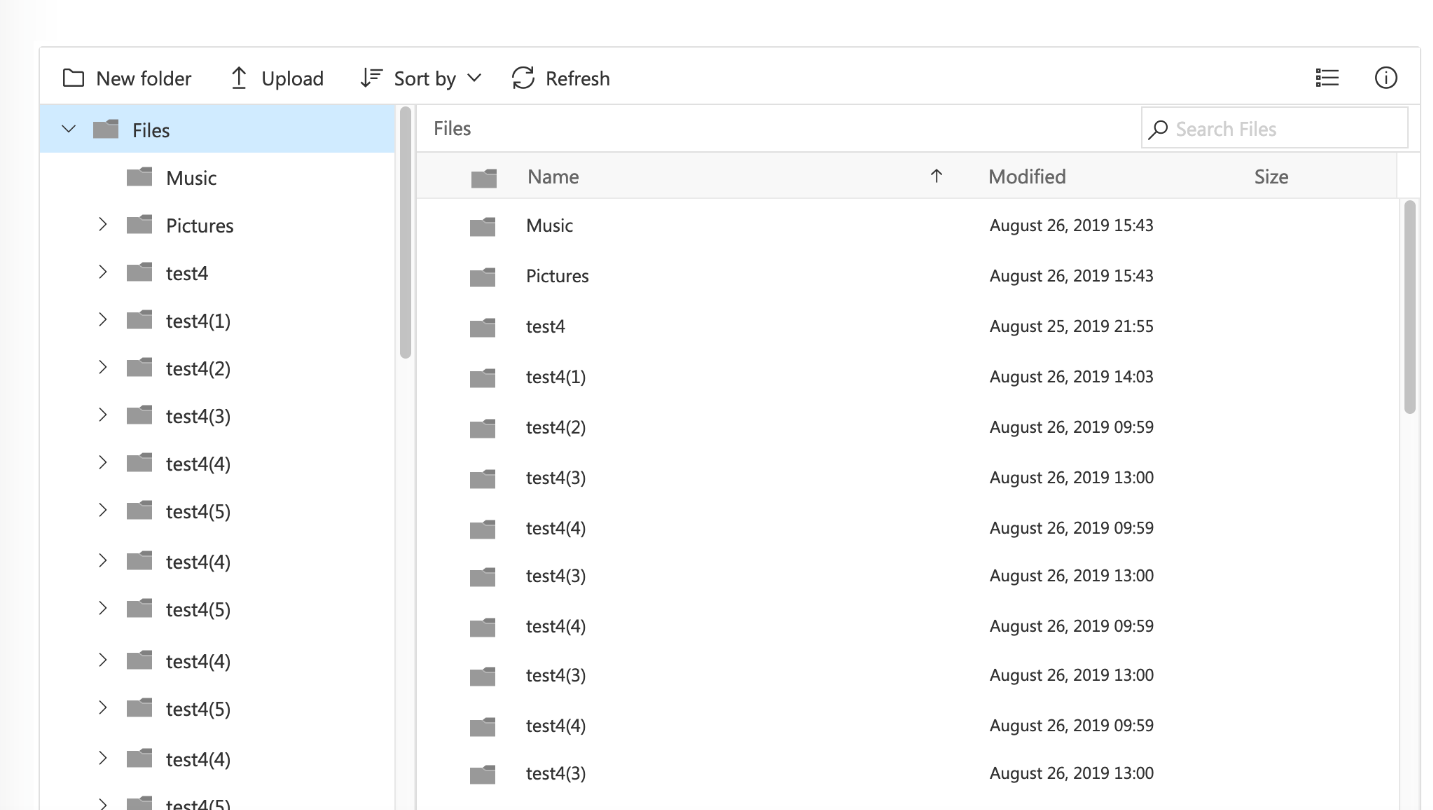 New folder Upload Sort by Refresh
Files
Music
Pictures
test4
test4(1)
test4(2)
test4(3)
test4(4)
test4(5)
test4(4)
test4(5)
test4(4)
test4(5)
test4(4)
test4(5)
Files Search Files
Name Modified Size
Music August 26, 2019 15:43
Pictures August 26, 2019 15:43
test4 August 25, 2019 21:55
test4(1) August 26, 2019 14:03
test4(2) August 26, 2019 09:59
test4(3) August 26, 2019 13:00
test4(4) August 26, 2019 09:59
test4(3) August 26, 2019 13:00
test4(4) August 26, 2019 09:59
test4(3) August 26, 2019 13:00
test4(4) August 26, 2019 09:59
test4(3) August 26, 2019 13:00